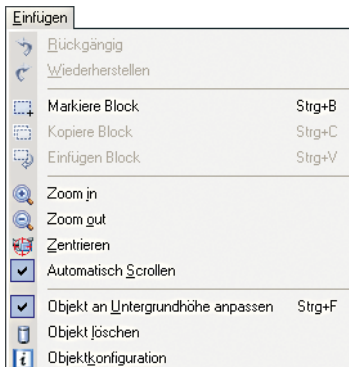 Einfügen
Rückgängig
Wiederherstellen
Markiere Block Strg+B
Kopiere Block Strg+C
Einfügen Block Strg+V
Zoom in
Zoom out
Zentrieren
Automatisch Scrollen
Objekt an Untergrundhöhe anpassen Strg+F
Objekt löschen
Objektkonfiguration